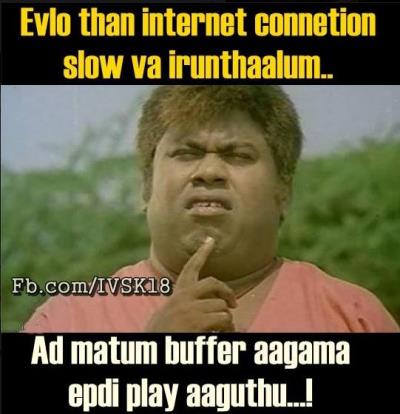 Evlo than internet connetion
slow va irunthaalum..
Fb.com/IVSK18
Ad matum buffer aagama
epdi play aaguthu...!